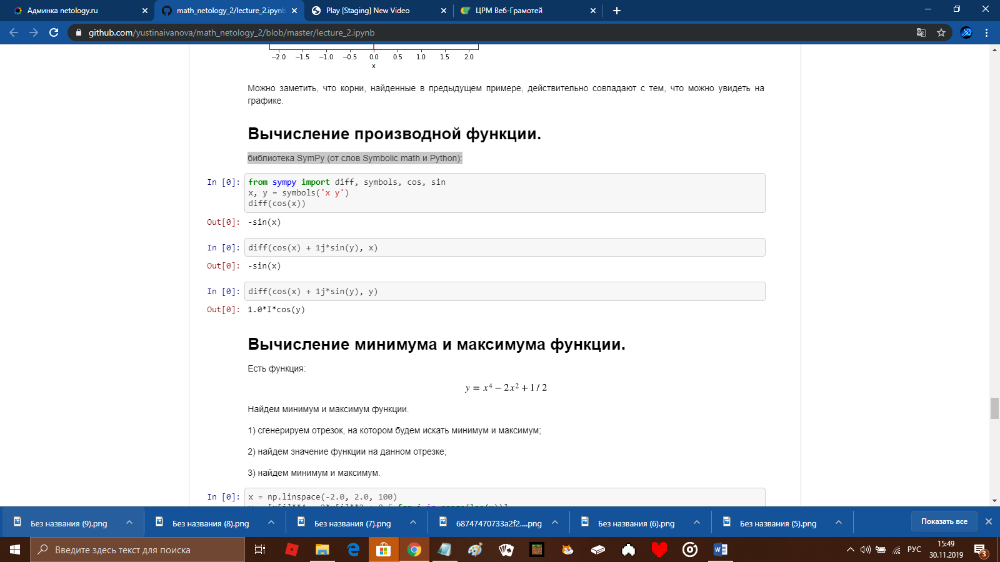 Админка netology.ru
math_netology_2/lecture_2.ipynb
Play [Staging] New Video
ЦРМ Веб-Грамотей
github.com/yustinaivanova/math_netology_2/blob/master/lecture_2.ipynb
−2.0 −1.5 −1.0 −0.5 0.0 0.5 1.0 1.5 2.0
x
Можно заметить, что корни, найденные в предыдущем примере, действительно совпадают с тем, что можно увидеть на
графике.
Вычисление производной функции.
библиотека SymPy (от слов Symbolic math и Python):
In [0]: from sympy import diff, symbols, cos, sin
x, y = symbols('x y')
diff(cos(x))
Out[0]: -sin(x)
In [0]: diff(cos(x) + 1j*sin(y), x)
Out[0]: -sin(x)
In [0]: diff(cos(x) + 1j*sin(y), y)
Out[0]: 1.0*I*cos(y)
Вычисление минимума и максимума функции.
Есть функция:
y = x⁴ − 2x² + 1 / 2
Найдем минимум и максимум функции.
1) сгенерируем отрезок, на котором будем искать минимум и максимум;
2) найдем значение функции на данном отрезке;
3) найдем минимум и максимум.
In [0]: x = np.linspace(-2.0, 2.0, 100)
Без названия (9).png
Без названия (8).png
Без названия (7).png
68747470733a2f2....png
Без названия (6).png
Без названия (5).png
Показать все
Введите здесь текст для поиска
РУС
15:49
30.11.2019
3